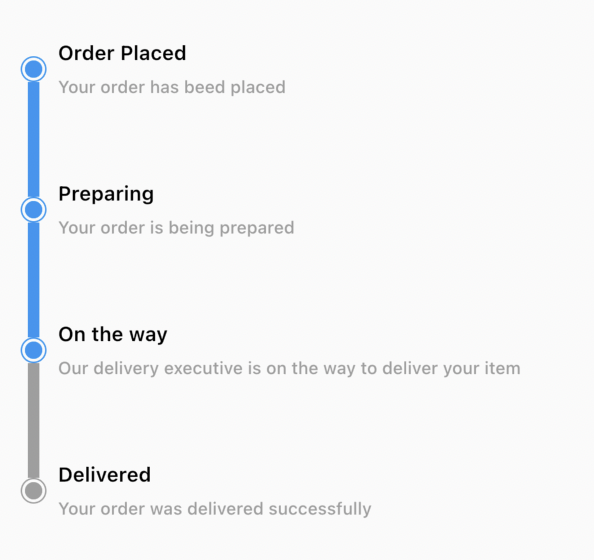 Order Placed
Your order has beed placed
Preparing
Your order is being prepared
On the way
Our delivery executive is on the way to deliver your item
Delivered
Your order was delivered successfully